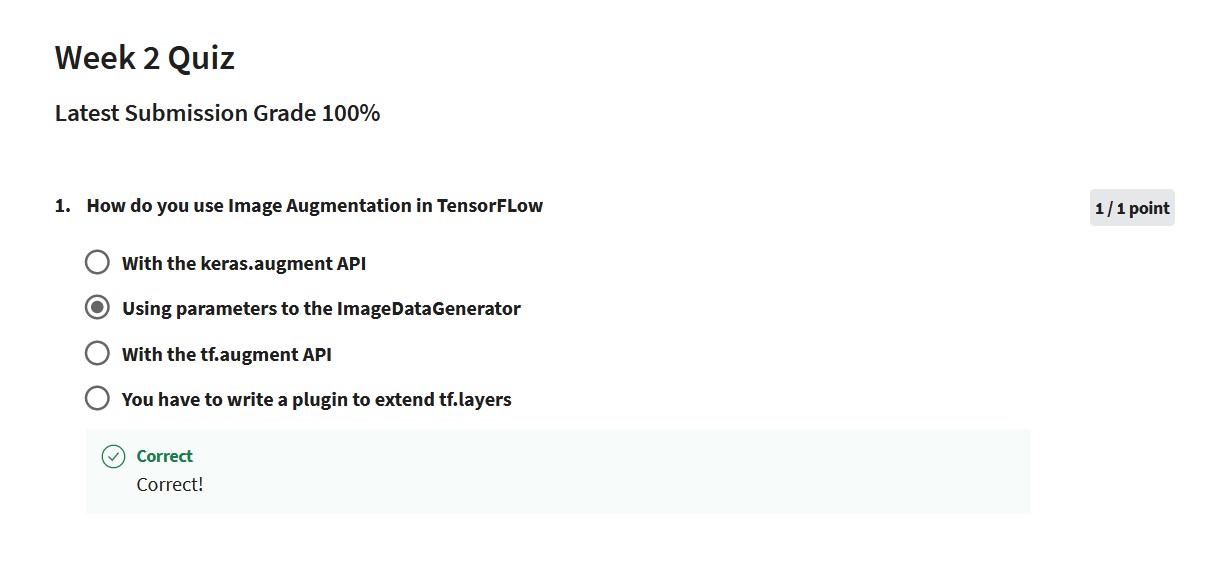 Week 2 Quiz
Latest Submission Grade 100%
1. How do you use Image Augmentation in TensorFLow
1 / 1 point
With the keras.augment API
Using parameters to the ImageDataGenerator
With the tf.augment API
You have to write a plugin to extend tf.layers
Correct
Correct!